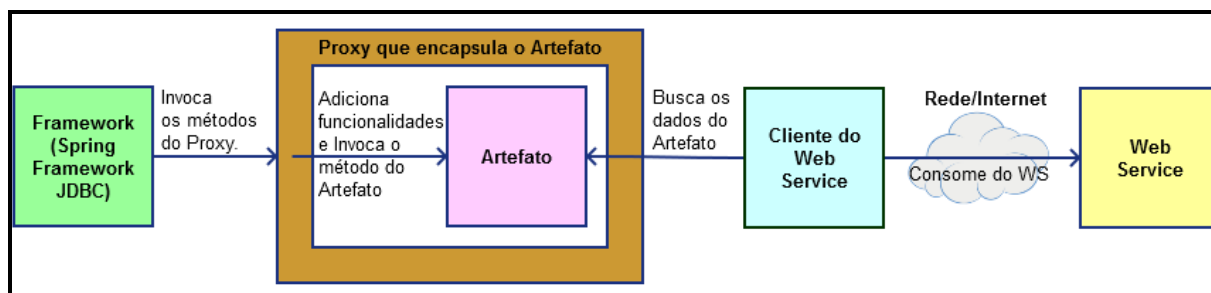 Proxy que encapsula o Artefato
Framework
(Spring
Framework
JDBC)
Invoca
os métodos
do Proxy.
Adiciona
funcionalidades
e Invoca o
método do
Artefato
Artefato
Busca os
dados do
Artefato
Cliente do
Web
Service
Rede/Internet
Consome do WS
Web
Service